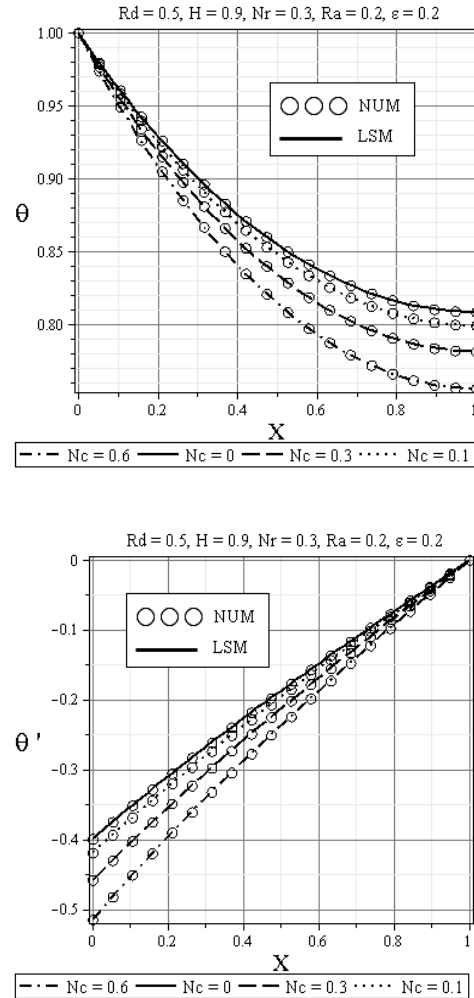 Rd = 0.5, H = 0.9, Nr = 0.3, Ra = 0.2, ε = 0.2
1.00
0.95
0.90
0.85
0.80
θ
NUM
LSM
0
0.2
0.4
0.6
0.8
1
X
Nc = 0.6
Nc = 0
Nc = 0.3
Nc = 0.1
Rd = 0.5, H = 0.9, Nr = 0.3, Ra = 0.2, ε = 0.2
0
-0.1
-0.2
-0.3
-0.4
-0.5
θ '
NUM
LSM
0
0.2
0.4
0.6
0.8
1
X
Nc = 0.6
Nc = 0
Nc = 0.3
Nc = 0.1